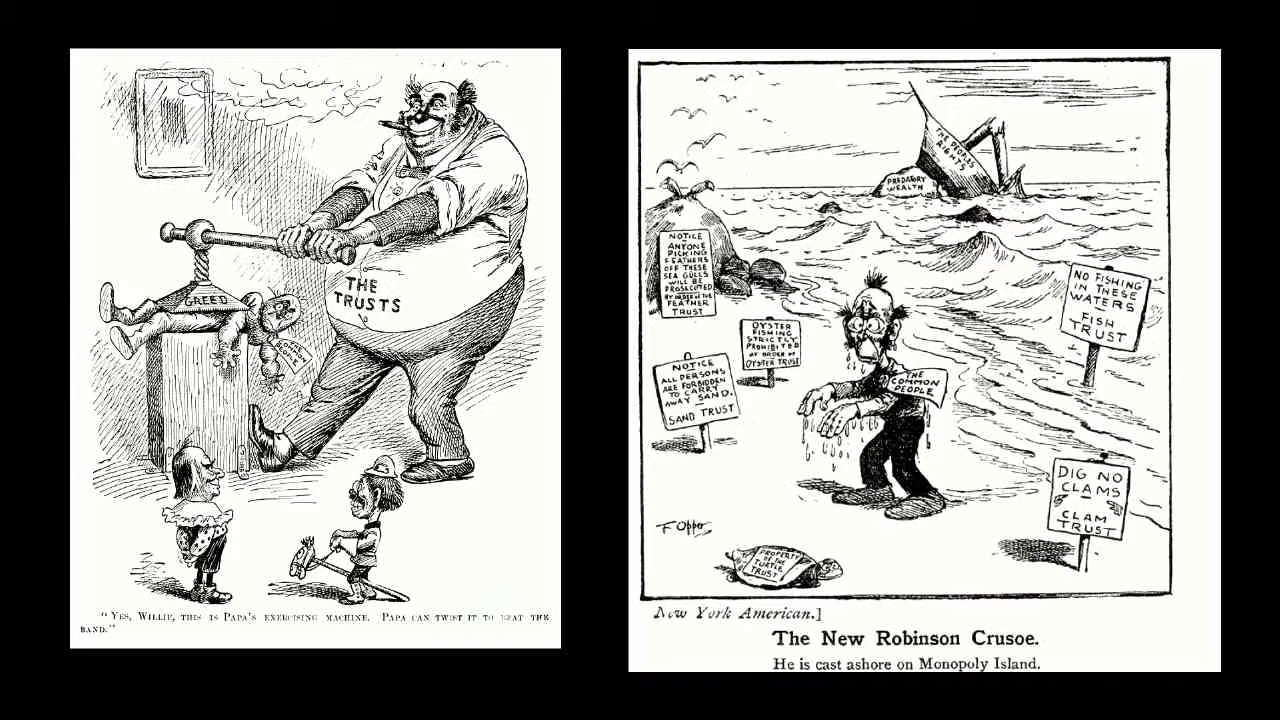 THE
TRUSTS
GREED
COMMON
PEOPLE
"YES, WILLIE, THIS IS PAPA'S EXERCISING MACHINE. PAPA CAN TWIST IT TO BEAT THE
BAND."
THE PEOPLES
RIGHTS
PREDATORY
WEALTH
NOTICE
ANYONE
PICKING
FEATHERS
OFF THESE
SEA GULLS
WILL BE
PROSECUTED
BY ORDER OF THE
FEATHER
TRUST
OYSTER
FISHING
STRICTLY
PROHIBITED
BY ORDER OF
OYSTER TRUST
NOTICE
ALL PERSONS
ARE FORBIDDEN
TO CARRY
AWAY SAND.
SAND TRUST
NO FISHING
IN THESE
WATERS
FISH
TRUST
THE
COMMON
PEOPLE
DIG NO
CLAMS
CLAM
TRUST
F. Opper
PROPERTY
OF THE
TURTLE
TRUST
New York American.]
The New Robinson Crusoe.
He is cast ashore on Monopoly Island.